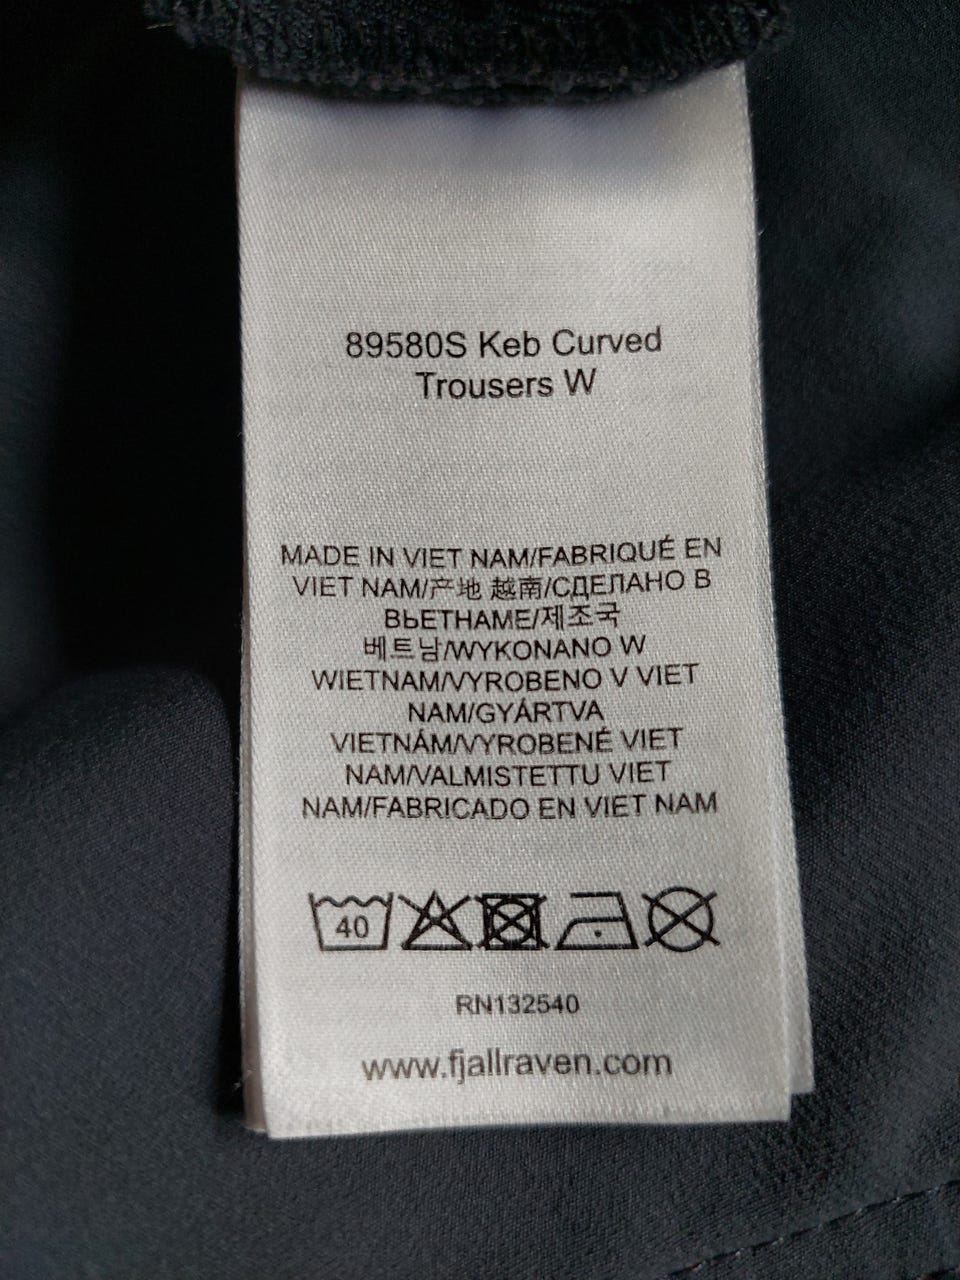 89580S Keb Curved
Trousers W
MADE IN VIET NAM/FABRIQUÉ EN
VIET NAM/产地 越南/СДЕЛАНО В
ВЬЕТНАМЕ/제조국
베트남/WYKONANO W
WIETNAM/VYROBENO V VIET
NAM/GYÁRTVA
VIETNÁM/VYROBENÉ VIET
NAM/VALMISTETTU VIET
NAM/FABRICADO EN VIET NAM
40
RN132540
www.fjallraven.com